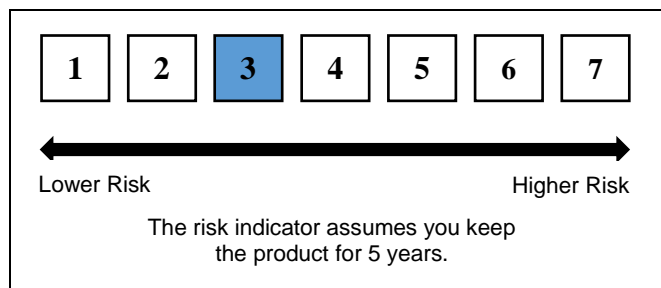 1 2 3 4 5 6 7
Lower Risk Higher Risk
The risk indicator assumes you keep
the product for 5 years.